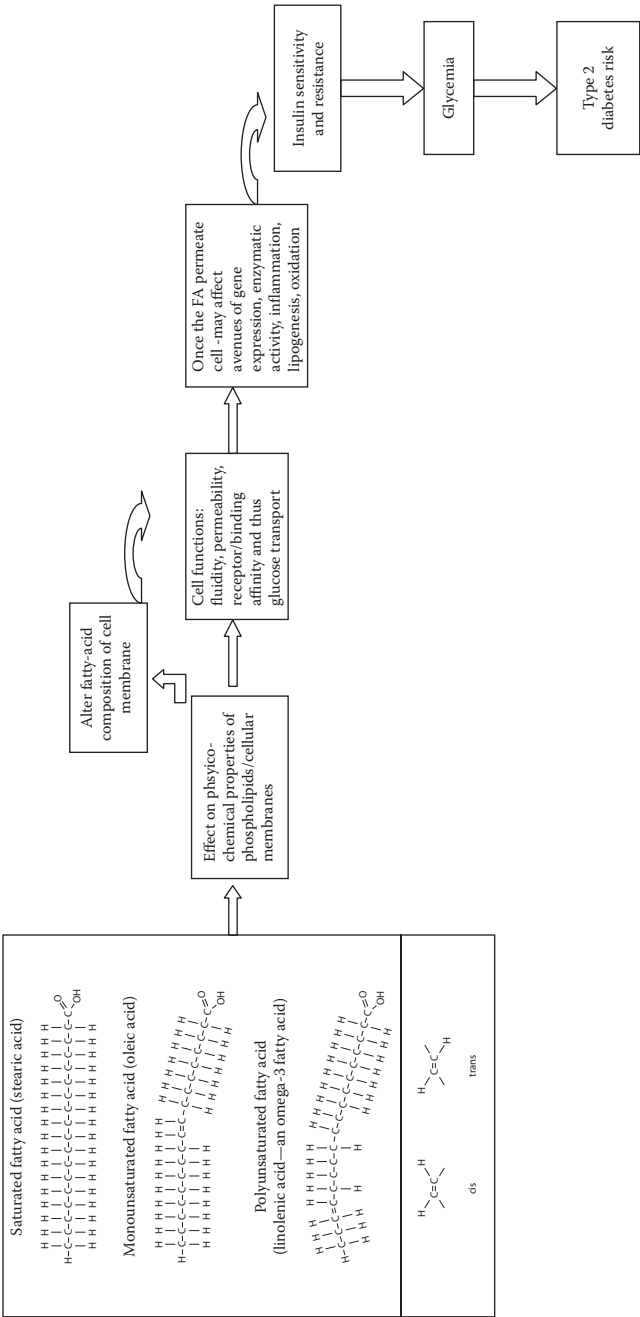 Saturated fatty acid (stearic acid)
Monounsaturated fatty acid (oleic acid)
Polyunsaturated fatty acid
(linolenic acid—an omega-3 fatty acid)
cis
trans
Effect on phsyico-
chemical properties of
phospholipids/cellular
membranes
Alter fatty-acid
composition of cell
membrane
Cell functions:
fluidity, permeability,
receptor/binding
affinity and thus
glucose transport
Once the FA permeate
cell -may affect
avenues of gene
expression, enzymatic
activity, inflammation,
lipogenesis, oxidation
Insulin sensitivity
and resistance
Glycemia
Type 2
diabetes risk